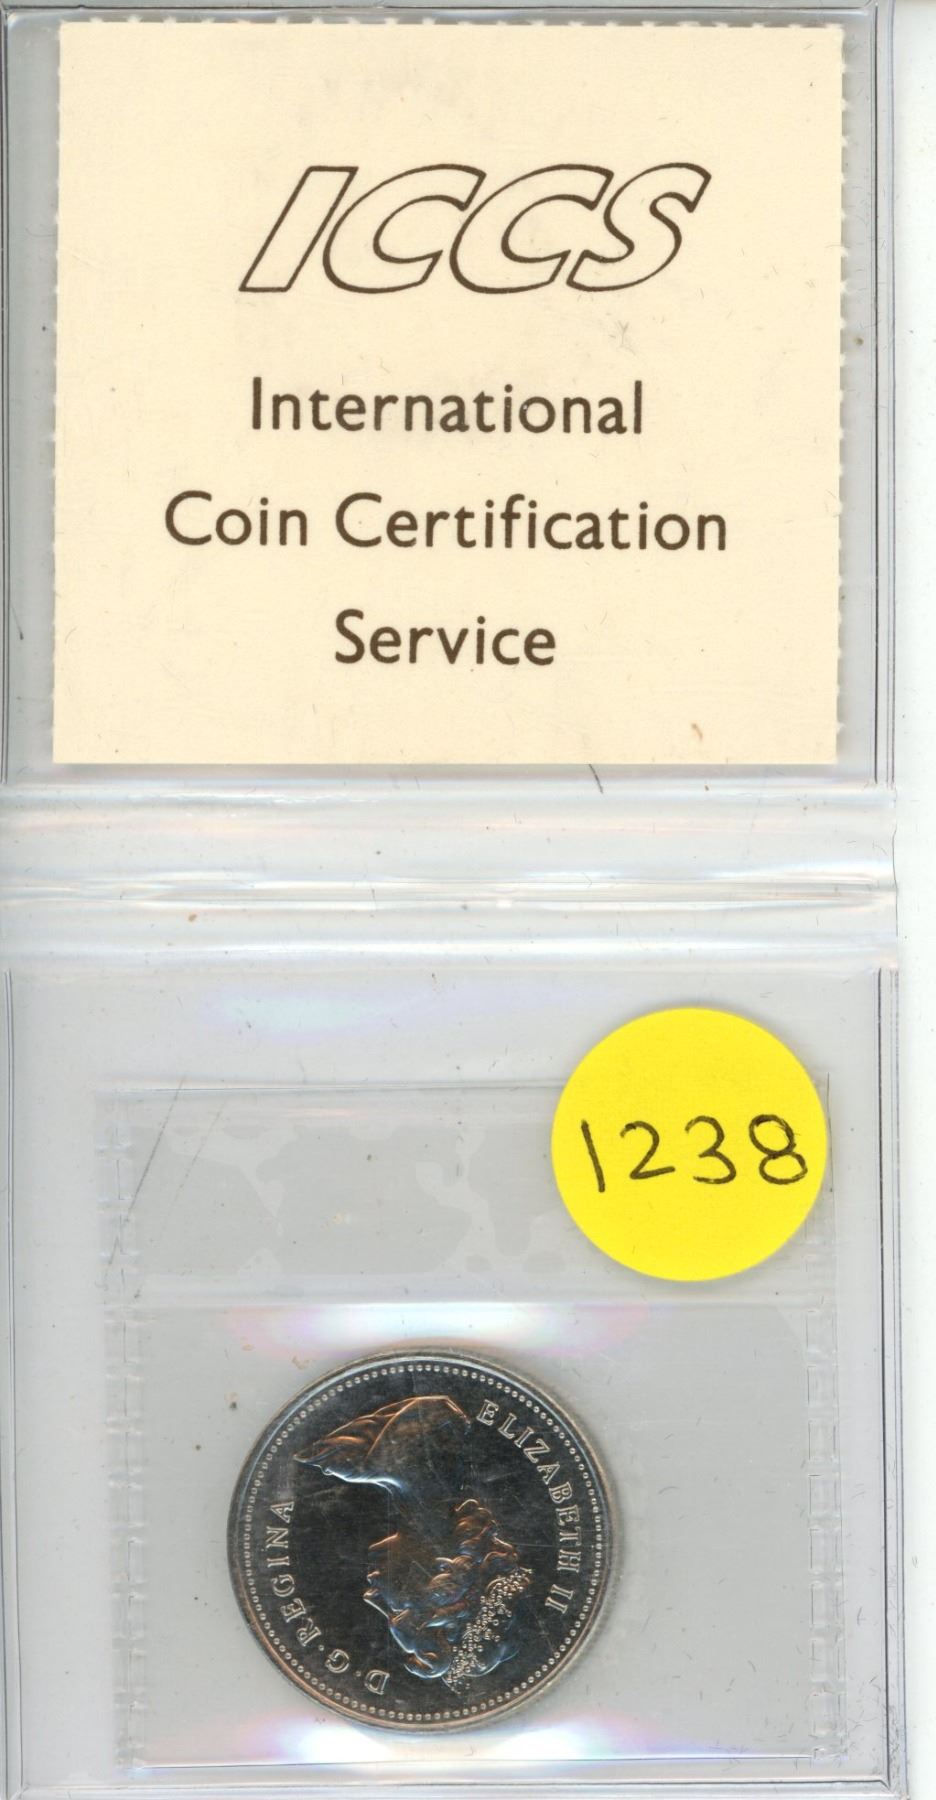 ICCS
International
Coin Certification
Service
1238
ELIZABETH II
D·G·REGINA